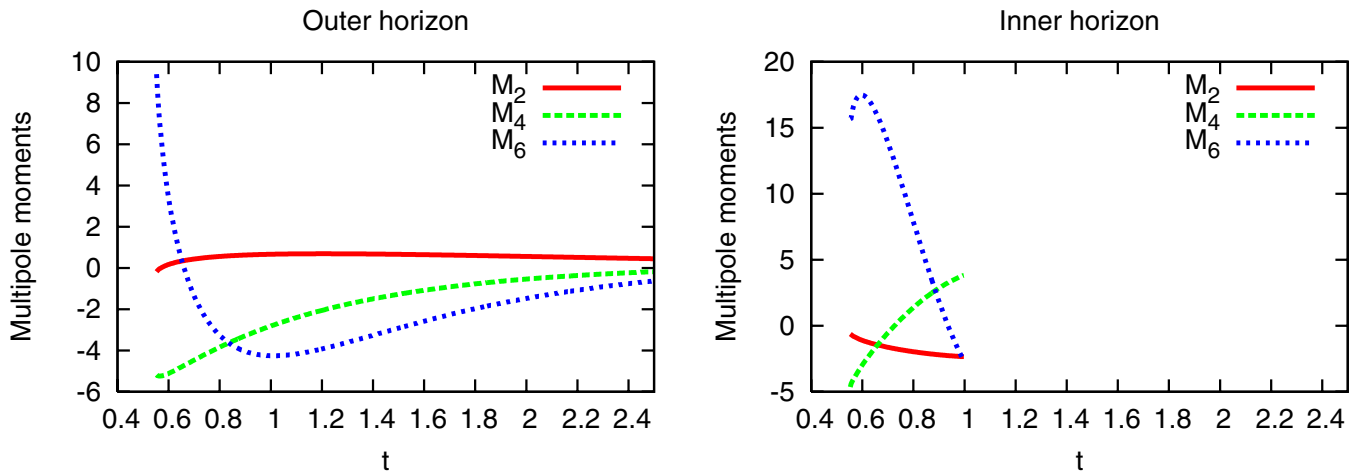 Outer horizon
Multipole moments
10
8
6
4
2
0
-2
-4
-6
M2
M4
M6
0.4 0.6 0.8 1 1.2 1.4 1.6 1.8 2 2.2 2.4
t
Inner horizon
Multipole moments
20
15
10
5
0
-5
M2
M4
M6
0.4 0.6 0.8 1 1.2 1.4 1.6 1.8 2 2.2 2.4
t